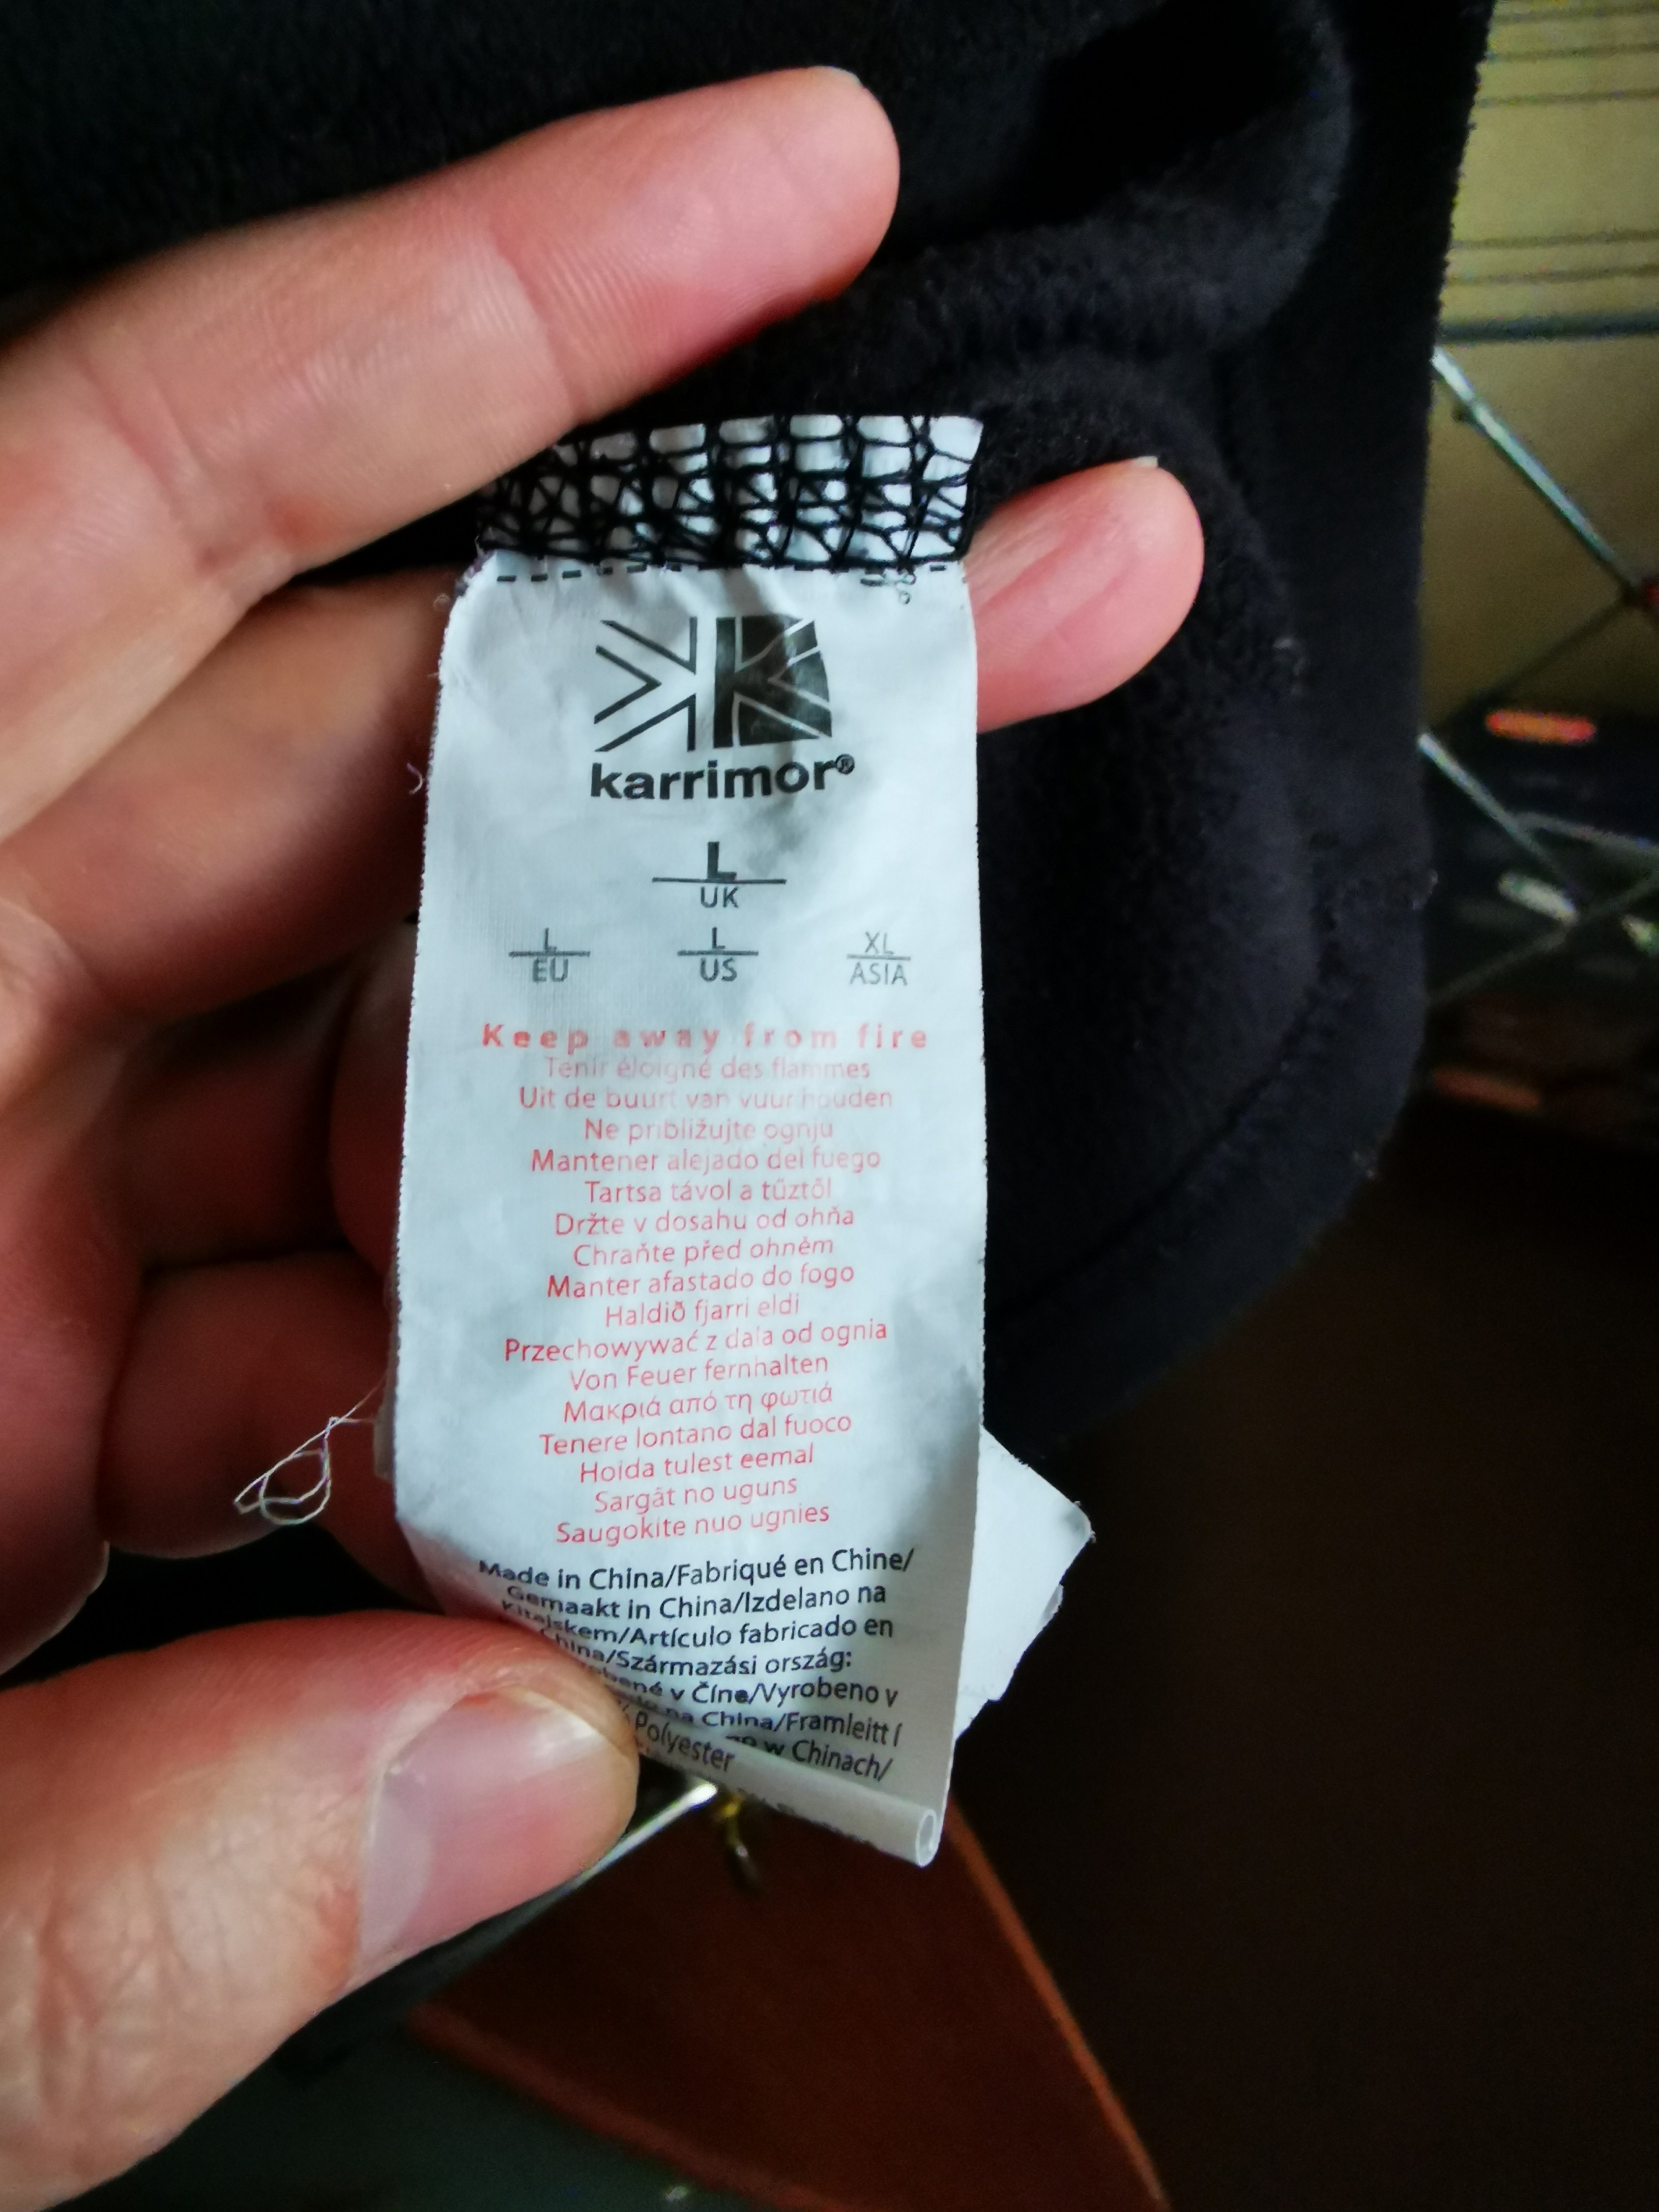 karrimor®
L
UK
L L XL
EU US ASIA
Keep away from fire
Tenir éloigné des flammes
Uit de buurt van vuur houden
Ne približujte ognju
Mantener alejado del fuego
Tartsa távol a tűztől
Držte v dosahu od ohňa
Chraňte před ohněm
Manter afastado do fogo
Haldið fjarri eldi
Przechowywać z dala od ognia
Von Feuer fernhalten
Μακριά από τη φωτιά
Tenere lontano dal fuoco
Hoida tulest eemal
Sargāt no uguns
Saugokite nuo ugnies
Made in China/Fabriqué en Chine/
Gemaakt in China/Izdelano na
Kitajskem/Artículo fabricado en
China/Származási ország:
v Číne/Vyrobeno v
na China/Framleitt í
w Chinach/
Polyester